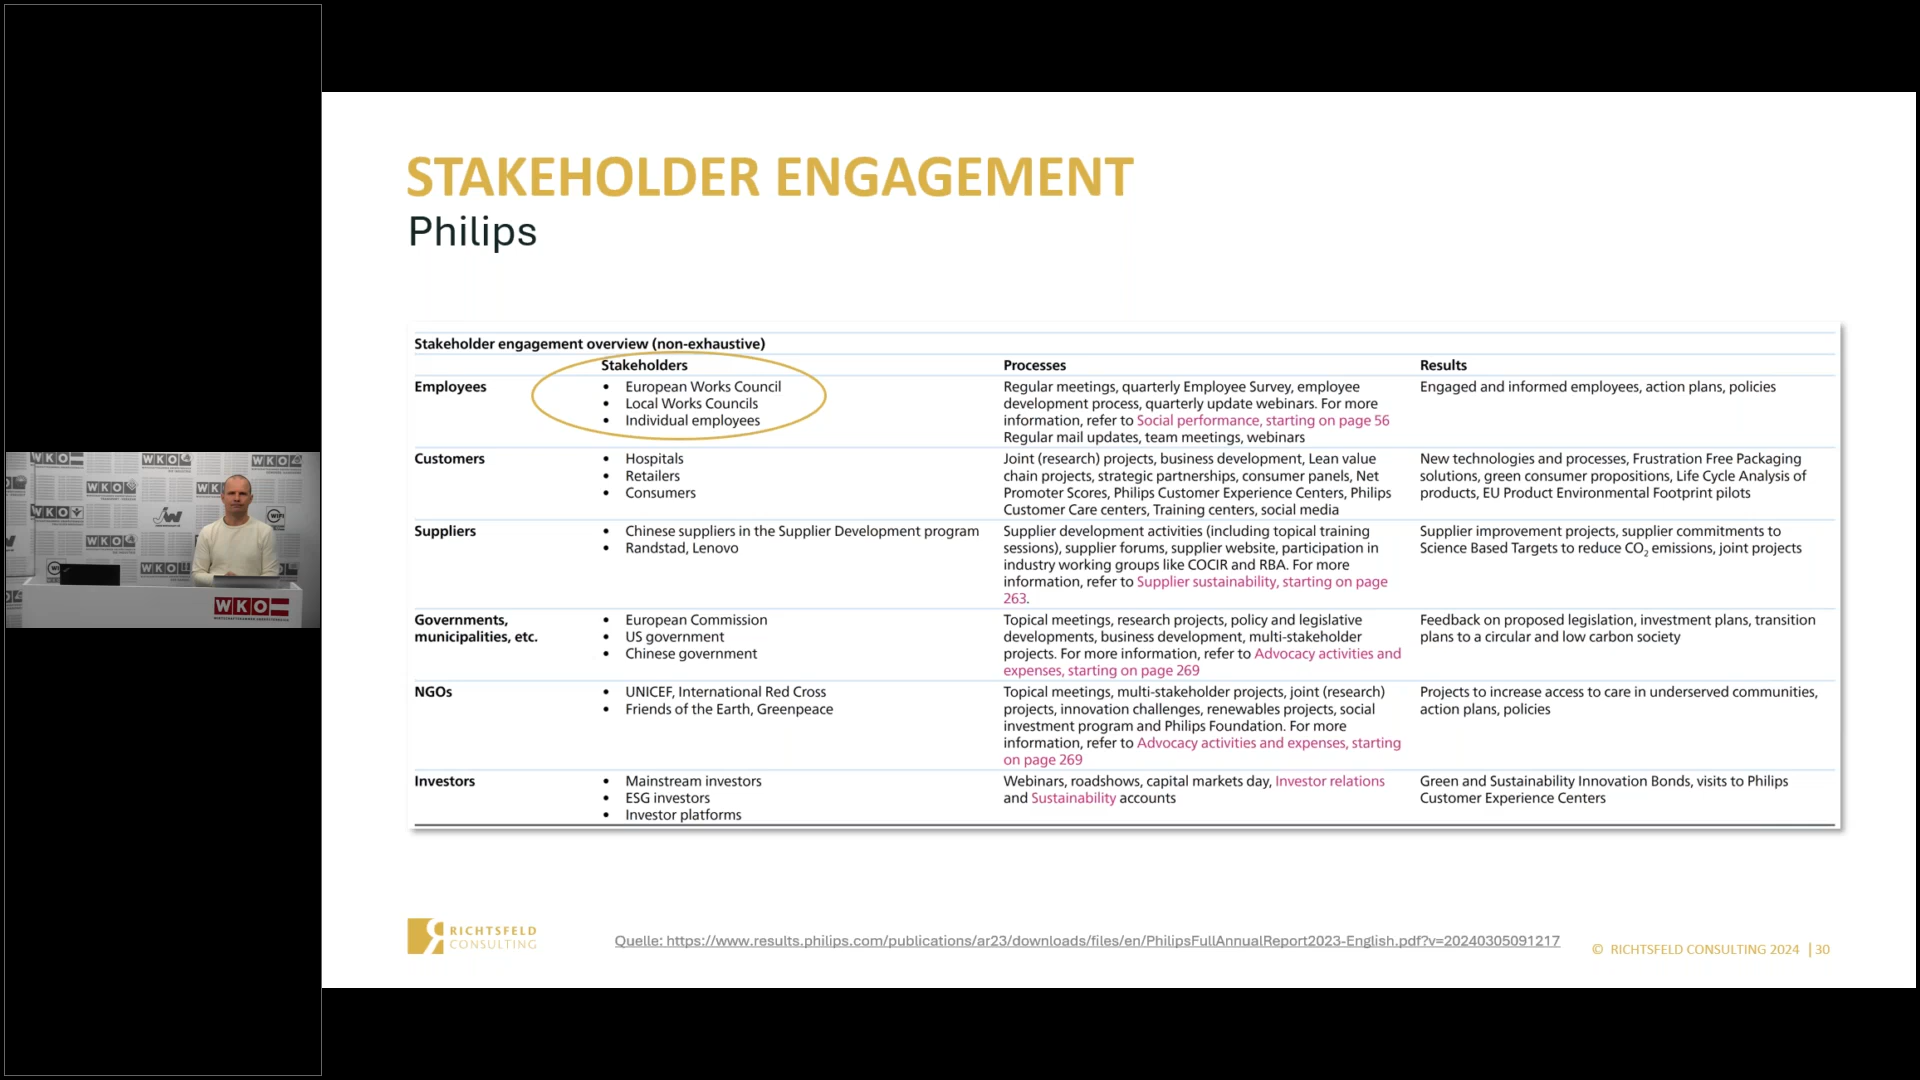 STAKEHOLDER ENGAGEMENT
Philips
Stakeholder engagement overview (non-exhaustive)
Stakeholders Processes Results
Employees
• European Works Council
• Local Works Councils
• Individual employees
Regular meetings, quarterly Employee Survey, employee
development process, quarterly update webinars. For more
information, refer to Social performance, starting on page 56
Regular mail updates, team meetings, webinars
Engaged and informed employees, action plans, policies
Customers
• Hospitals
• Retailers
• Consumers
Joint (research) projects, business development, Lean value
chain projects, strategic partnerships, consumer panels, Net
Promoter Scores, Philips Customer Experience Centers, Philips
Customer Care centers, Training centers, social media
New technologies and processes, Frustration Free Packaging
solutions, green consumer propositions, Life Cycle Analysis of
products, EU Product Environmental Footprint pilots
Suppliers
• Chinese suppliers in the Supplier Development program
• Randstad, Lenovo
Supplier development activities (including topical training
sessions), supplier forums, supplier website, participation in
industry working groups like COCIR and RBA. For more
information, refer to Supplier sustainability, starting on page
263.
Supplier improvement projects, supplier commitments to
Science Based Targets to reduce CO2 emissions, joint projects
Governments,
municipalities, etc.
• European Commission
• US government
• Chinese government
Topical meetings, research projects, policy and legislative
developments, business development, multi-stakeholder
projects. For more information, refer to Advocacy activities and
expenses, starting on page 269
Feedback on proposed legislation, investment plans, transition
plans to a circular and low carbon society
NGOs
• UNICEF, International Red Cross
• Friends of the Earth, Greenpeace
Topical meetings, multi-stakeholder projects, joint (research)
projects, innovation challenges, renewables projects, social
investment program and Philips Foundation. For more
information, refer to Advocacy activities and expenses, starting
on page 269
Projects to increase access to care in underserved communities,
action plans, policies
Investors
• Mainstream investors
• ESG investors
• Investor platforms
Webinars, roadshows, capital markets day, Investor relations
and Sustainability accounts
Green and Sustainability Innovation Bonds, visits to Philips
Customer Experience Centers
RICHTSFELD
CONSULTING
Quelle: https://www.results.philips.com/publications/ar23/downloads/files/en/PhilipsFullAnnualReport2023-English.pdf?v=20240305091217
© RICHTSFELD CONSULTING 2024 | 30
WKO
WKO
WKO
WKO
WKO
WKO
WKO
WKO
jw
WIFI
WKO